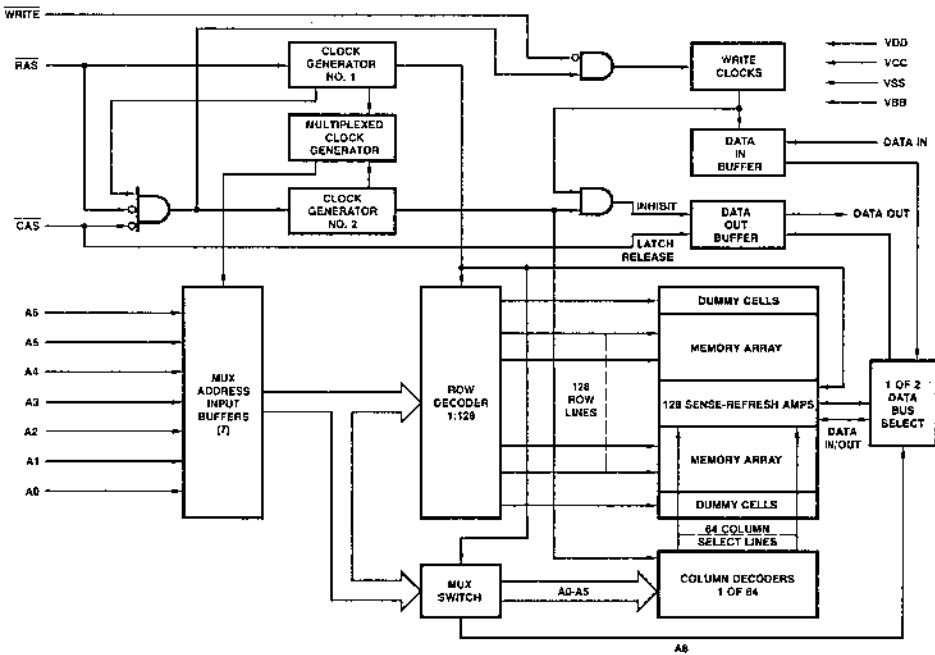 WRITE
RAS
CAS
CLOCK
GENERATOR
NO. 1
MULTIPLEXED
CLOCK
GENERATOR
CLOCK
GENERATOR
NO. 2
WRITE CLOCKS
VDD
VCC
VSS
VBB
DATA
IN
BUFFER
DATA IN
INHIBIT
LATCH
RELEASE
DATA
OUT
BUFFER
DATA OUT
A6
A5
A4
A3
A2
A1
A0
MUX
ADDRESS
INPUT
BUFFERS
(7)
ROW
DECODER
1:128
128
ROW
LINES
DUMMY CELLS
MEMORY ARRAY
128 SENSE-REFRESH AMPS
MEMORY ARRAY
DUMMY CELLS
DATA
IN/OUT
1 OF 2
DATA
BUS
SELECT
64 COLUMN
SELECT LINES
MUX
SWITCH
A0-A5
COLUMN DECODERS
1 OF 64
A6